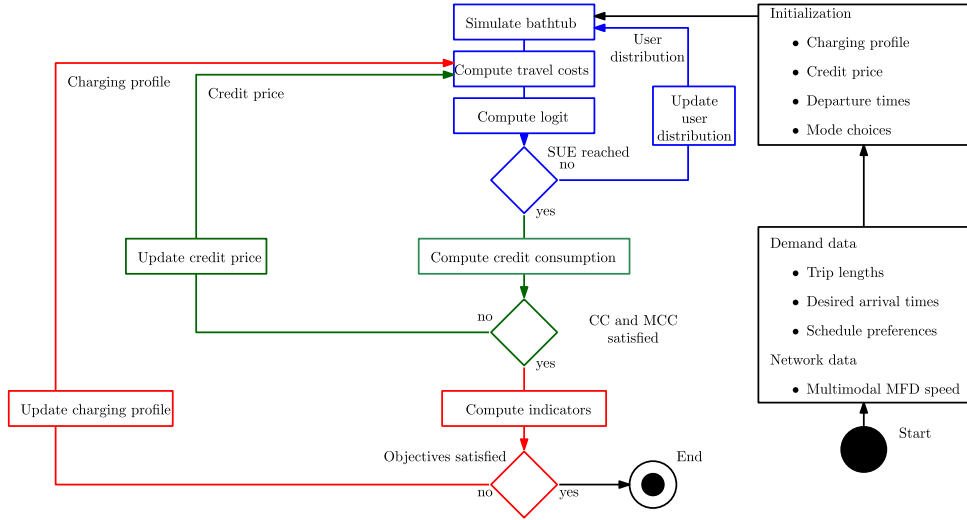 Simulate bathtub
Compute travel costs
Compute logit
SUE reached
no
yes
User
distribution
Update
user
distribution
Charging profile
Credit price
Update credit price
Compute credit consumption
no
CC and MCC
satisfied
yes
Update charging profile
Compute indicators
Objectives satisfied
no
yes
End
Initialization
• Charging profile
• Credit price
• Departure times
• Mode choices
Demand data
• Trip lengths
• Desired arrival times
• Schedule preferences
Network data
• Multimodal MFD speed
Start